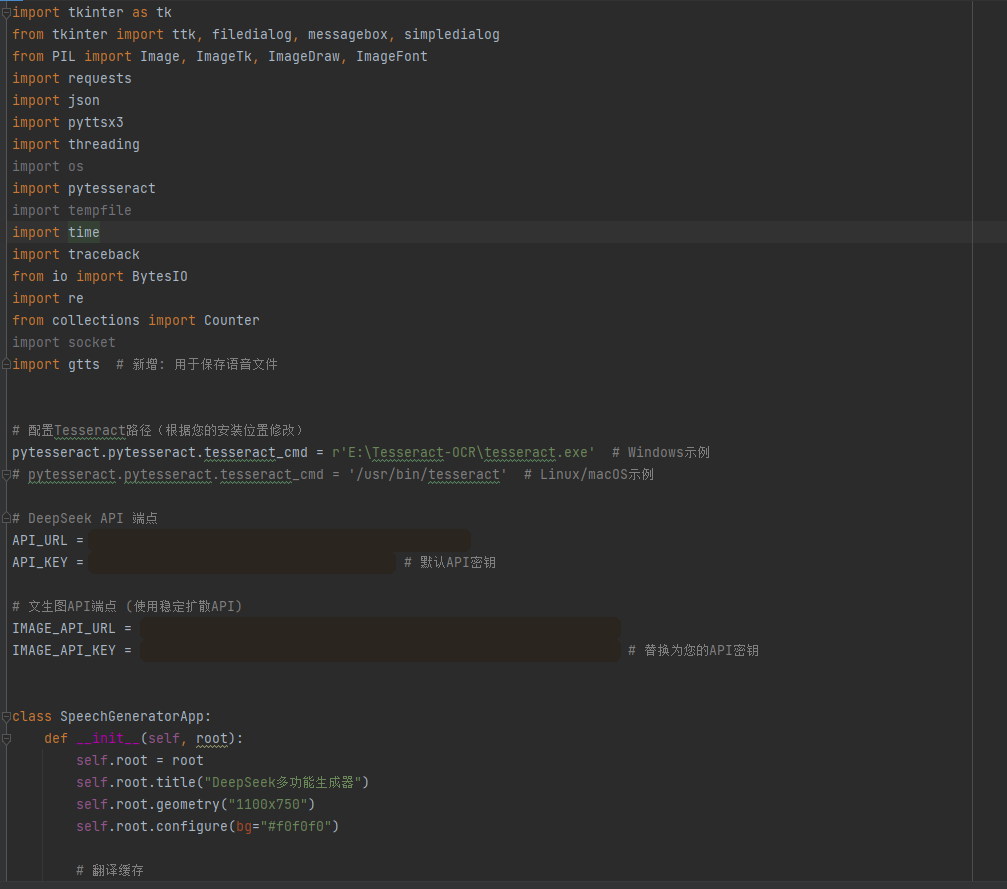 import tkinter as tk
from tkinter import ttk, filedialog, messagebox, simpledialog
from PIL import Image, ImageTk, ImageDraw, ImageFont
import requests
import json
import pyttsx3
import threading
import os
import pytesseract
import tempfile
import time
import traceback
from io import BytesIO
import re
from collections import Counter
import socket
import gtts  # 新增: 用于保存语音文件
# 配置Tesseract路径（根据您的安装位置修改）
pytesseract.pytesseract.tesseract_cmd = r'E:\Tesseract-OCR\tesseract.exe'  # Windows示例
# pytesseract.pytesseract.tesseract_cmd = '/usr/bin/tesseract'  # Linux/macOS示例
# DeepSeek API 端点
API_URL =
API_KEY =  # 默认API密钥
# 文生图API端点 (使用稳定扩散API)
IMAGE_API_URL =
IMAGE_API_KEY =  # 替换为您的API密钥
class SpeechGeneratorApp:
    def __init__(self, root):
        self.root = root
        self.root.title("DeepSeek多功能生成器")
        self.root.geometry("1100x750")
        self.root.configure(bg="#f0f0f0")
        # 翻译缓存